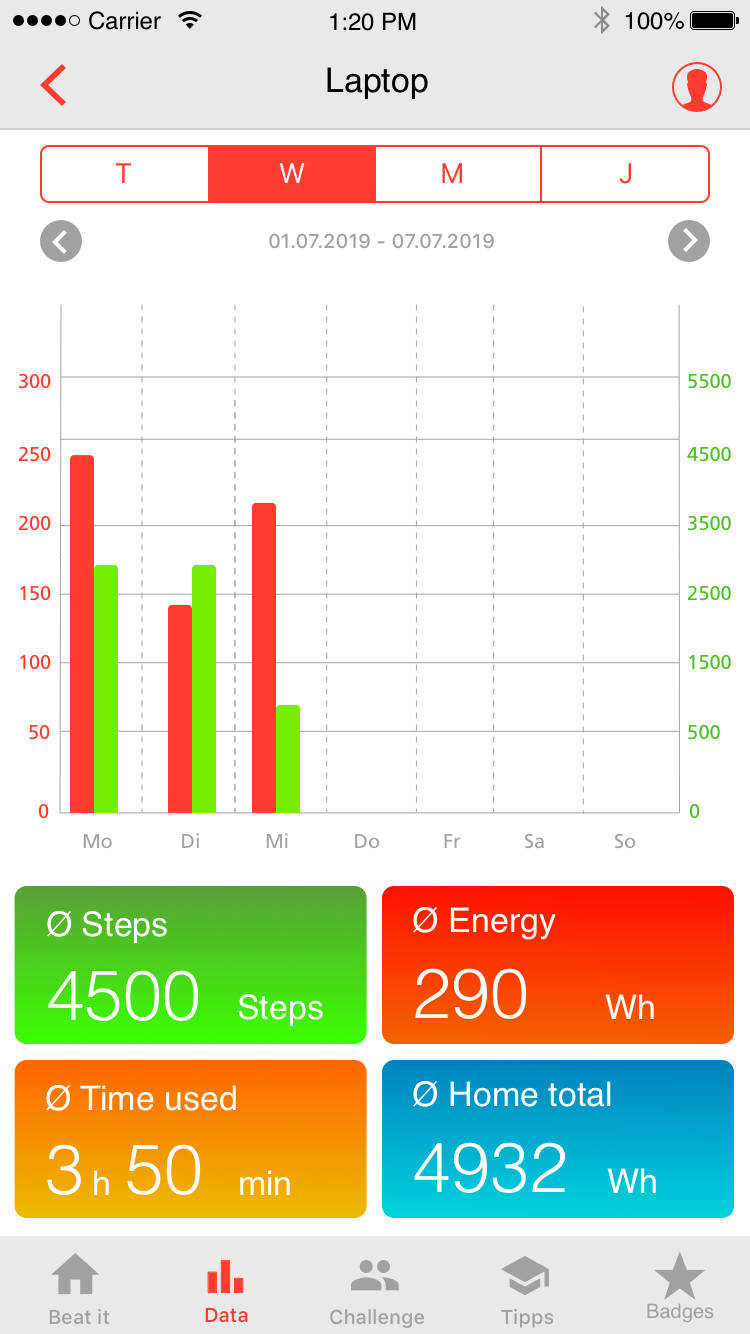 Carrier 1:20 PM 100%
Laptop
T W M J
01.07.2019 - 07.07.2019
300 5500
250 4500
200 3500
150 2500
100 1500
50 500
0 0
Mo Di Mi Do Fr Sa So
Ø Steps
4500 Steps
Ø Energy
290 Wh
Ø Time used
3 h 50 min
Ø Home total
4932 Wh
Beat it Data Challenge Tipps Badges